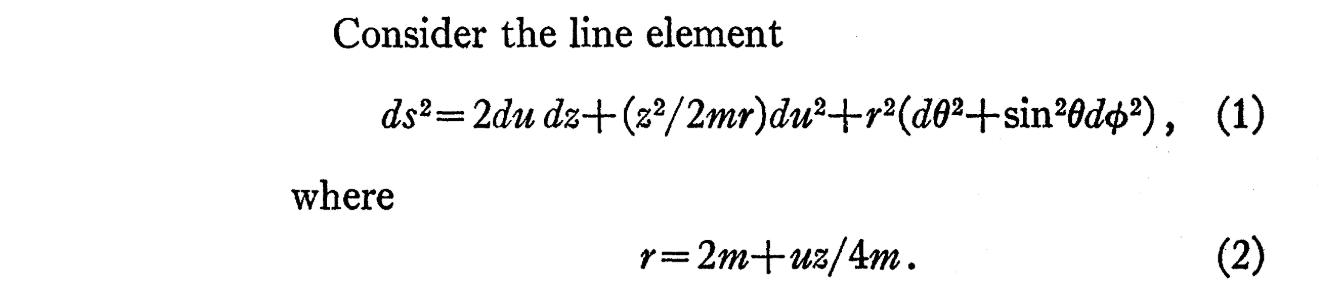 Consider the line element
ds²=2du dz+(z²/2mr)du²+r²(dθ²+sin²θdϕ²), (1)
where
r=2m+uz/4m. (2)